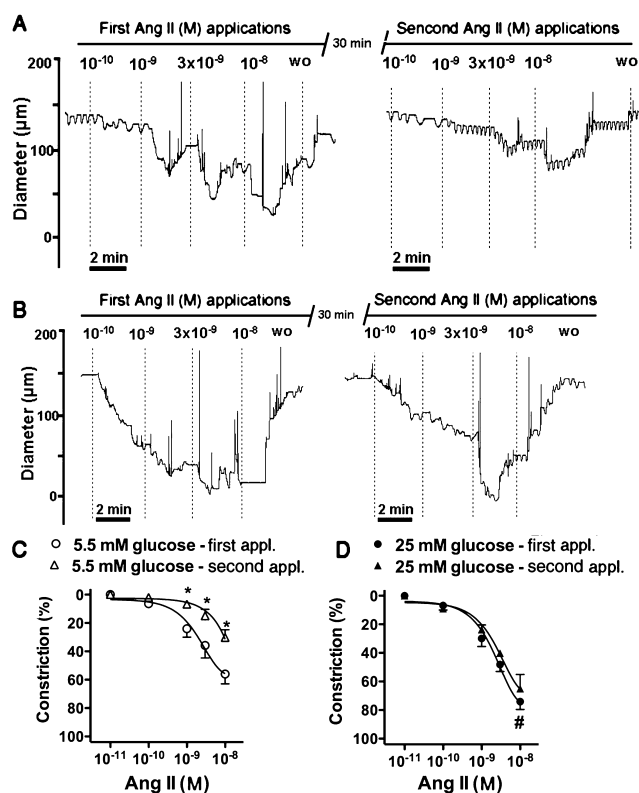 A
First Ang II (M) applications
30 min
Sencond Ang II (M) applications
10⁻¹⁰ 10⁻⁹ 3x10⁻⁹ 10⁻⁸ wo
10⁻¹⁰ 10⁻⁹ 3x10⁻⁹ 10⁻⁸ wo
200
100
0
Diameter (μm)
2 min
2 min
B
First Ang II (M) applications
30 min
Sencond Ang II (M) applications
10⁻¹⁰ 10⁻⁹ 3x10⁻⁹ 10⁻⁸ wo
10⁻¹⁰ 10⁻⁹ 3x10⁻⁹ 10⁻⁸ wo
200
100
0
Diameter (μm)
2 min
2 min
C
5.5 mM glucose - first appl.
5.5 mM glucose - second appl.
0
20
40
60
80
100
Constriction (%)
* * *
10⁻¹¹ 10⁻¹⁰ 10⁻⁹ 10⁻⁸
Ang II (M)
D
25 mM glucose - first appl.
25 mM glucose - second appl.
0
20
40
60
80
100
Constriction (%)
#
10⁻¹¹ 10⁻¹⁰ 10⁻⁹ 10⁻⁸
Ang II (M)